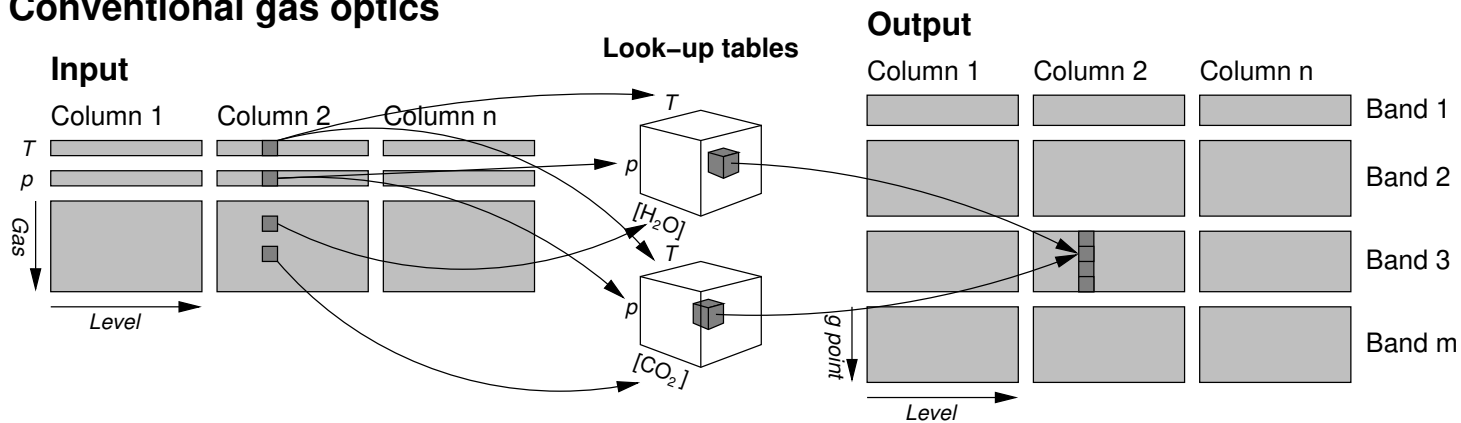 Conventional gas optics
Input
Column 1 Column 2 Column n
T
p
Gas
Level
Look−up tables
T
p
[H₂O]
T
p
[CO₂]
Output
Column 1 Column 2 Column n
Band 1
Band 2
Band 3
Band m
g point
Level